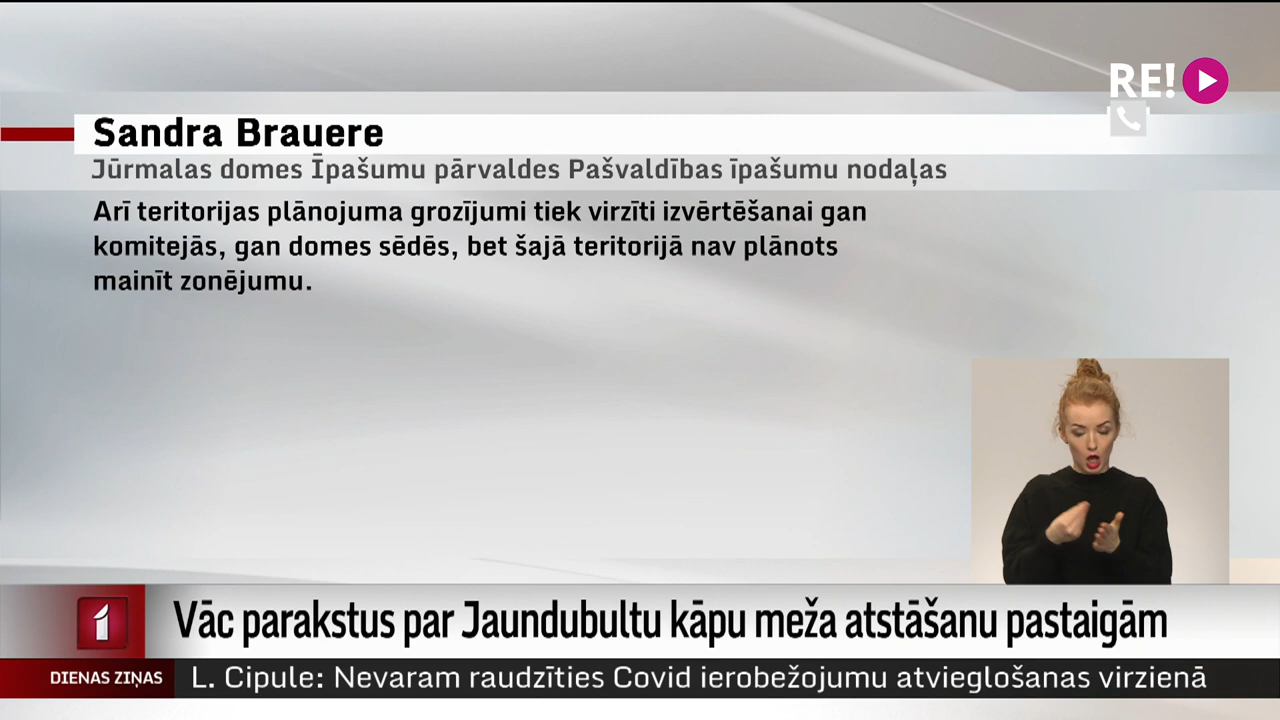 RE!
Sandra Brauere
Jūrmalas domes Īpašumu pārvaldes Pašvaldības īpašumu nodaļas
Arī teritorijas plānojuma grozījumi tiek virzīti izvērtēšanai gan
komitejās, gan domes sēdēs, bet šajā teritorijā nav plānots
mainīt zonējumu.
1
Vāc parakstus par Jaundubultu kāpu meža atstāšanu pastaigām
DIENAS ZIŅAS
L. Cipule: Nevaram raudzīties Covid ierobežojumu atvieglošanas virzienā